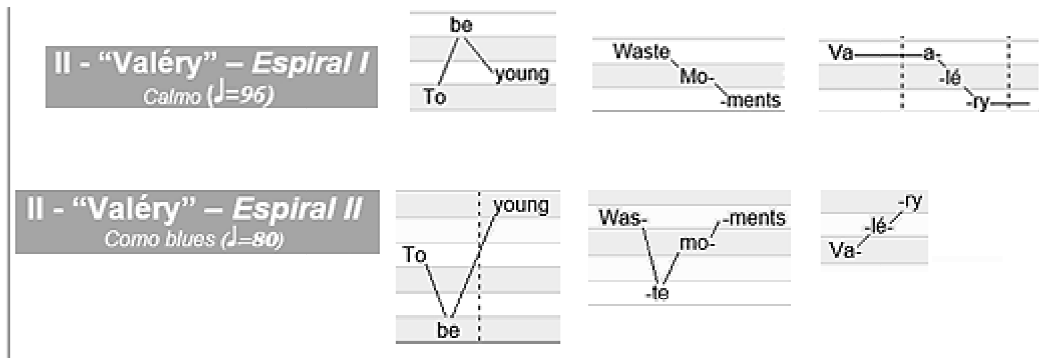 II - “Valéry” – Espiral I
Calmo (♩=96)
be
young
To
Waste
Mo-
-ments
Va
a-
-lé
-ry
II - “Valéry” – Espiral II
Como blues (♩=80)
young
To
be
Was-
-ments
mo-
-te
-ry
-lé-
Va-